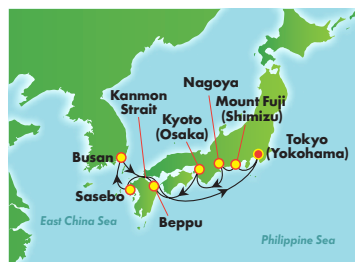 Nagoya
Kanmon
Strait
Mount Fuji
(Shimizu)
Kyoto
(Osaka)
Tokyo
(Yokohama)
Busan
Sasebo
Beppu
East China Sea
Philippine Sea